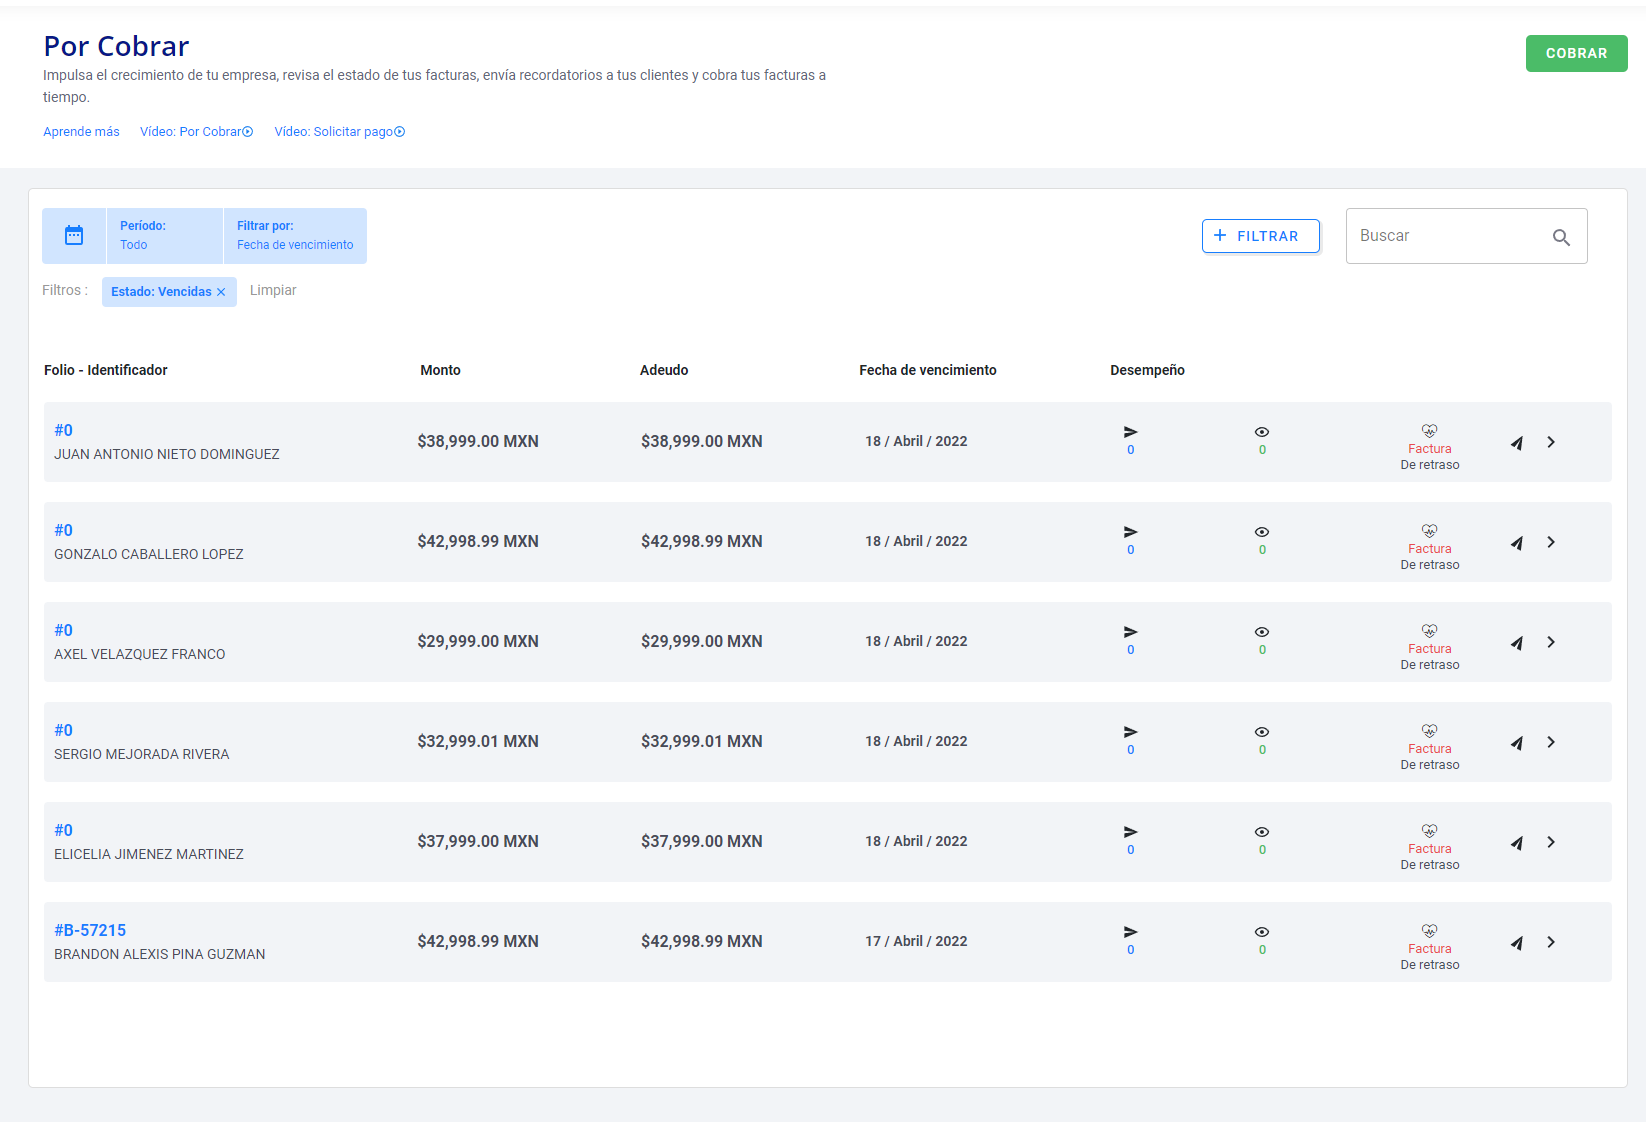 Por Cobrar
COBRAR
Impulsa el crecimiento de tu empresa, revisa el estado de tus facturas, envía recordatorios a tus clientes y cobra tus facturas a
tiempo.
Aprende más Vídeo: Por Cobrar Vídeo: Solicitar pago
Período: Filtrar por:
Todo Fecha de vencimiento
+ FILTRAR Buscar
Filtros : Estado: Vencidas × Limpiar
Folio - Identificador Monto Adeudo Fecha de vencimiento Desempeño
#0
JUAN ANTONIO NIETO DOMINGUEZ
$38,999.00 MXN $38,999.00 MXN 18 / Abril / 2022 0 0
Factura
De retraso
#0
GONZALO CABALLERO LOPEZ
$42,998.99 MXN $42,998.99 MXN 18 / Abril / 2022 0 0
Factura
De retraso
#0
AXEL VELAZQUEZ FRANCO
$29,999.00 MXN $29,999.00 MXN 18 / Abril / 2022 0 0
Factura
De retraso
#0
SERGIO MEJORADA RIVERA
$32,999.01 MXN $32,999.01 MXN 18 / Abril / 2022 0 0
Factura
De retraso
#0
ELICELIA JIMENEZ MARTINEZ
$37,999.00 MXN $37,999.00 MXN 18 / Abril / 2022 0 0
Factura
De retraso
#B-57215
BRANDON ALEXIS PINA GUZMAN
$42,998.99 MXN $42,998.99 MXN 17 / Abril / 2022 0 0
Factura
De retraso